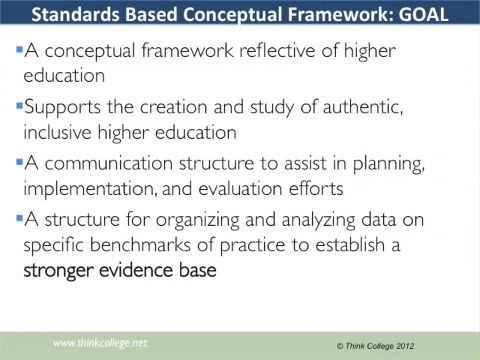 Standards Based Conceptual Framework: GOAL
▪A conceptual framework reflective of higher
education
▪Supports the creation and study of authentic,
inclusive higher education
▪A communication structure to assist in planning,
implementation, and evaluation efforts
▪A structure for organizing and analyzing data on
specific benchmarks of practice to establish a
stronger evidence base
www.thinkcollege.net
© Think College 2012